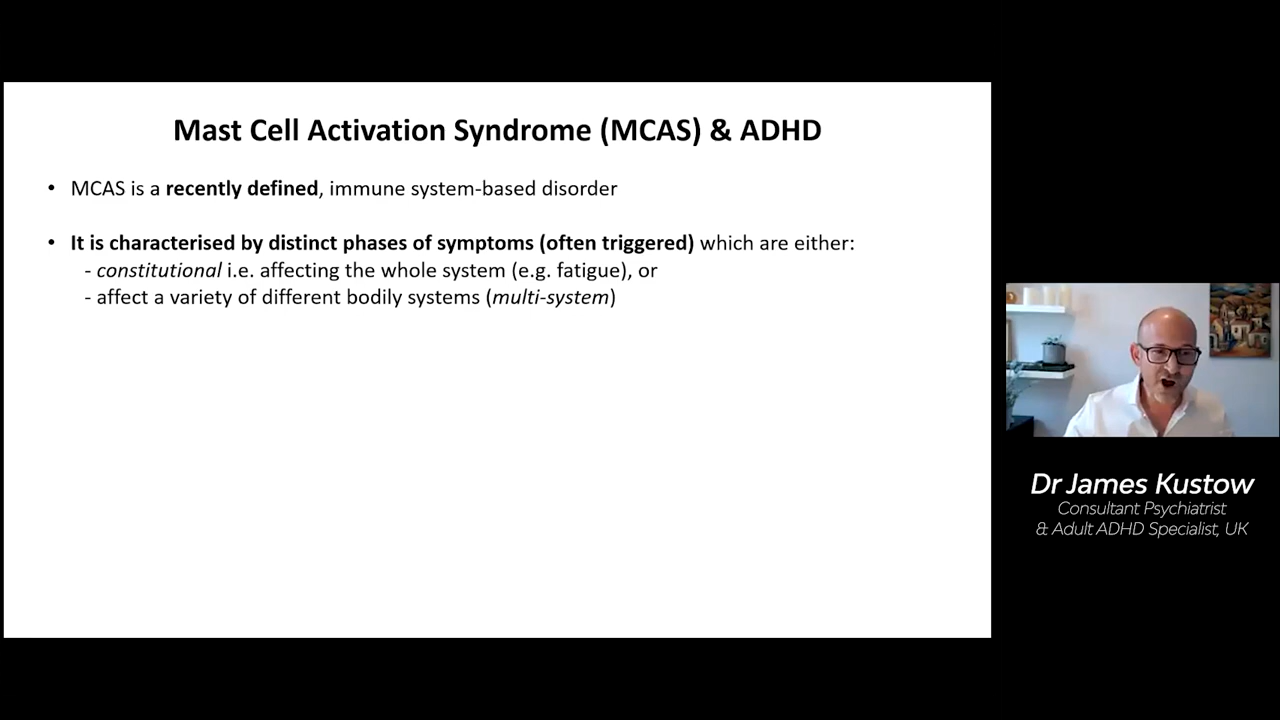 Mast Cell Activation Syndrome (MCAS) & ADHD
• MCAS is a recently defined, immune system-based disorder
• It is characterised by distinct phases of symptoms (often triggered) which are either:
- constitutional i.e. affecting the whole system (e.g. fatigue), or
- affect a variety of different bodily systems (multi-system)
Dr James Kustow
Consultant Psychiatrist
& Adult ADHD Specialist, UK